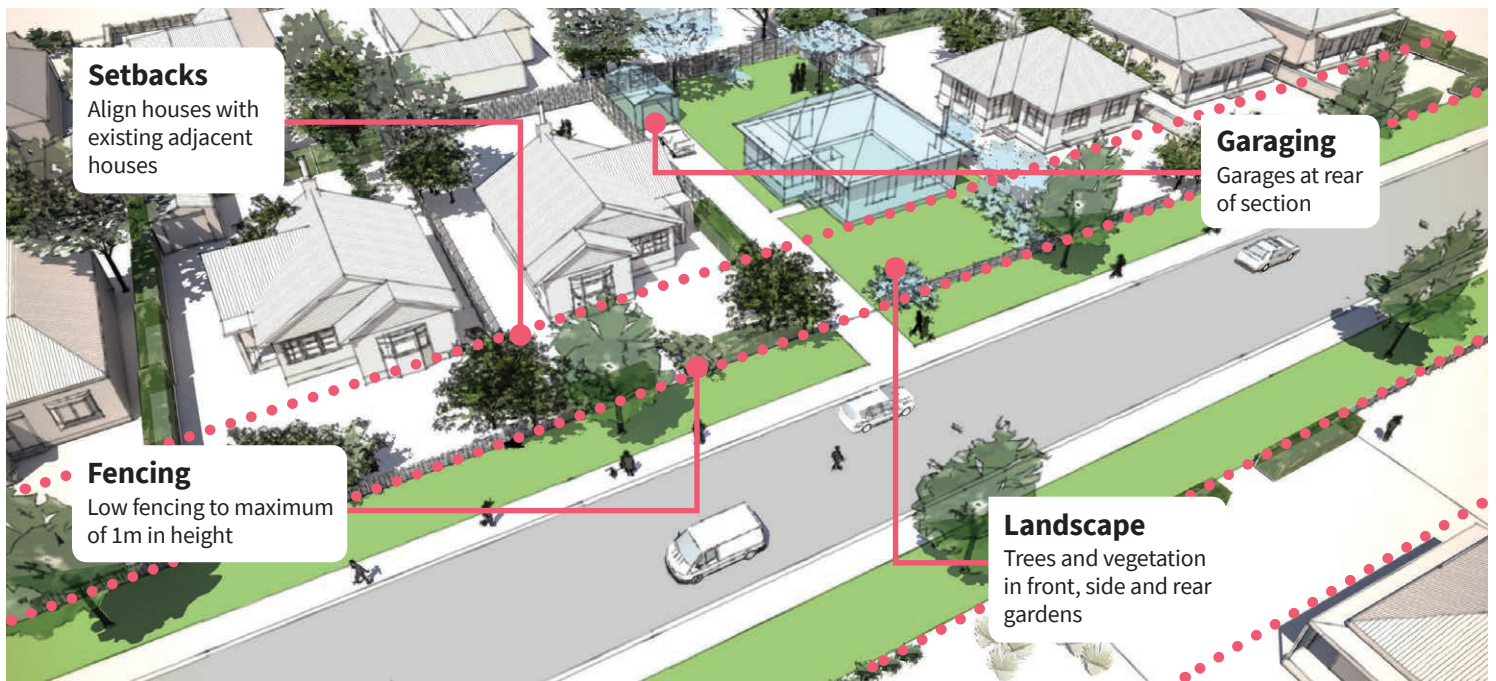 Setbacks
Align houses with
existing adjacent
houses
Garaging
Garages at rear
of section
Fencing
Low fencing to maximum
of 1m in height
Landscape
Trees and vegetation
in front, side and rear
gardens